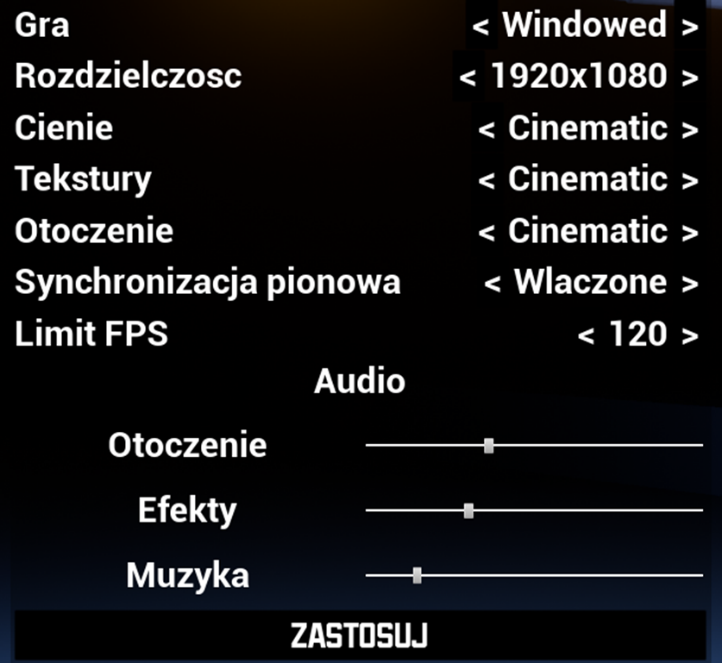 Gra < Windowed >
Rozdzielczosc < 1920x1080 >
Cienie < Cinematic >
Tekstury < Cinematic >
Otoczenie < Cinematic >
Synchronizacja pionowa < Wlaczone >
Limit FPS < 120 >
Audio
Otoczenie
Efekty
Muzyka
ZASTOSUJ